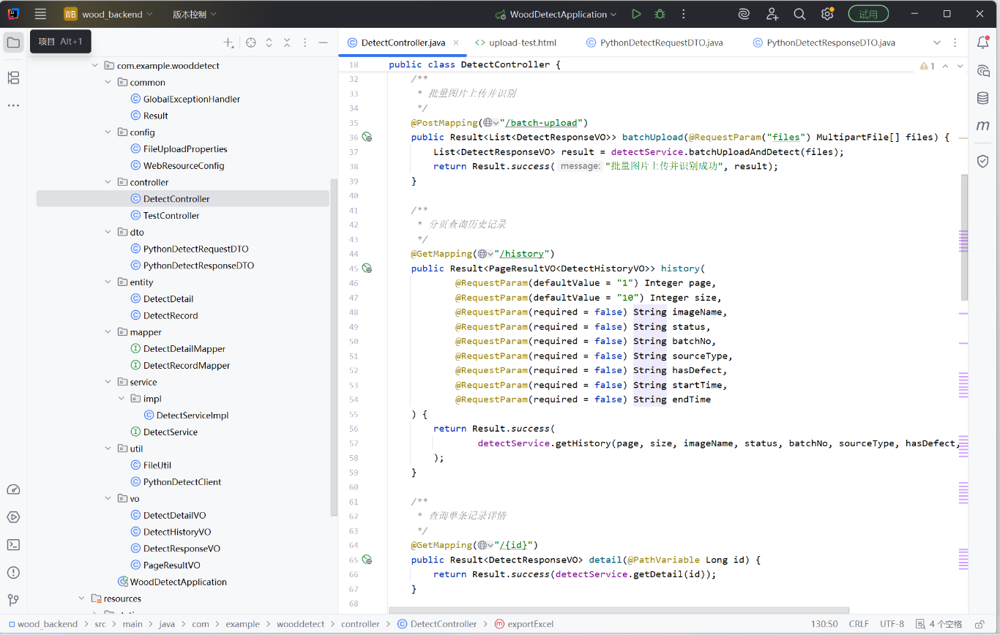 WB wood_backend 版本控制 WoodDetectApplication 试用
项目 Alt+1
DetectController.java upload-test.html PythonDetectRequestDTO.java PythonDetectResponseDTO.java
com.example.wooddetect
common
GlobalExceptionHandler
Result
config
FileUploadProperties
WebResourceConfig
controller
DetectController
TestController
dto
PythonDetectRequestDTO
PythonDetectResponseDTO
entity
DetectDetail
DetectRecord
mapper
DetectDetailMapper
DetectRecordMapper
service
impl
DetectServiceImpl
DetectService
util
FileUtil
PythonDetectClient
vo
DetectDetailVO
DetectHistoryVO
DetectResponseVO
PageResultVO
WoodDetectApplication
resources
18 public class DetectController {
1
32 /**
33 * 批量图片上传并识别
34 */
35 @PostMapping("/batch-upload")
36 public Result<List<DetectResponseVO>> batchUpload(@RequestParam("files") MultipartFile[] files) {
37 List<DetectResponseVO> result = detectService.batchUploadAndDetect(files);
38 return Result.success( message: "批量图片上传并识别成功", result);
39 }
40
41 /**
42 * 分页查询历史记录
43 */
44 @GetMapping("/history")
45 public Result<PageResultVO<DetectHistoryVO>> history(
46 @RequestParam(defaultValue = "1") Integer page,
47 @RequestParam(defaultValue = "10") Integer size,
48 @RequestParam(required = false) String imageName,
49 @RequestParam(required = false) String status,
50 @RequestParam(required = false) String batchNo,
51 @RequestParam(required = false) String sourceType,
52 @RequestParam(required = false) String hasDefect,
53 @RequestParam(required = false) String startTime,
54 @RequestParam(required = false) String endTime
55 ) {
56 return Result.success(
57 detectService.getHistory(page, size, imageName, status, batchNo, sourceType, hasDefect,
58 );
59 }
60
61 /**
62 * 查询单条记录详情
63 */
64 @GetMapping("/{id}")
65 public Result<DetectResponseVO> detail(@PathVariable Long id) {
66 return Result.success(detectService.getDetail(id));
67 }
68
wood_backend > src > main > java > com > example > wooddetect > controller > DetectController > exportExcel 130:50 CRLF UTF-8 4 个空格